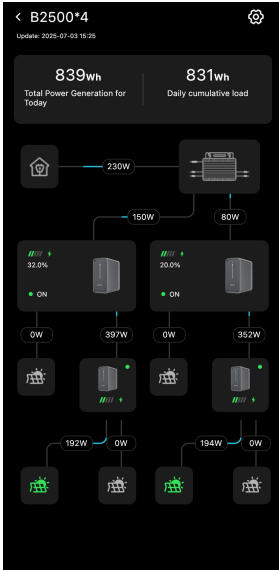 B2500*4
Update: 2025-07-03 15:25
839Wh
831Wh
Total Power Generation for
Today
Daily cumulative load
230W
150W
80W
32.0%
20.0%
ON
ON
0W
397W
0W
352W
192W
0W
194W
0W